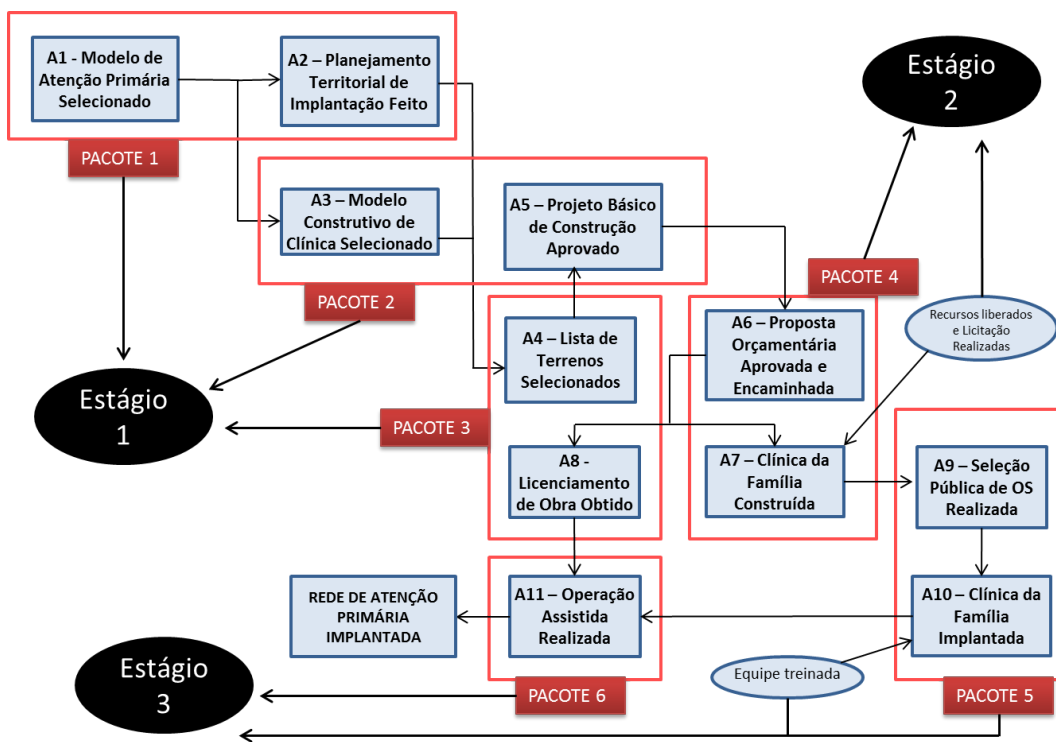 A1 - Modelo de
Atenção Primária
Selecionado
A2 – Planejamento
Territorial de
Implantação Feito
Estágio
2
PACOTE 1
A3 – Modelo
Construtivo de
Clínica Selecionado
A5 – Projeto Básico
de Construção
Aprovado
PACOTE 4
PACOTE 2
A4 – Lista de
Terrenos
Selecionados
A6 – Proposta
Orçamentária
Aprovada e
Encaminhada
Recursos liberados
e Licitação
Realizadas
Estágio
1
PACOTE 3
A8 -
Licenciamento
de Obra Obtido
A7 – Clínica da
Família
Construída
A9 – Seleção
Pública de OS
Realizada
REDE DE ATENÇÃO
PRIMÁRIA
IMPLANTADA
A11 – Operação
Assistida
Realizada
A10 – Clínica da
Família
Implantada
Estágio
3
Equipe treinada
PACOTE 6
PACOTE 5